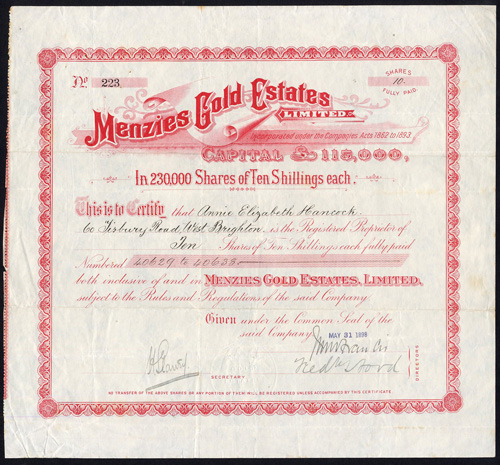 No 223
SHARES
10
FULLY PAID
Menzies Gold Estates
LIMITED.
Incorporated under the Companies Acts 1862 to 1893
CAPITAL £115,000,
In 230,000 Shares of Ten Shillings each.
This is to Certify that Annie Elizabeth Hancock
60 Tisbury Road, West Brighton, is the Registered Proprietor of
Ten Shares of Ten Shillings each fully paid
Numbered 40629 to 40638
both inclusive of and in MENZIES GOLD ESTATES, LIMITED,
subject to the Rules and Regulations of the said Company
Given under the Common Seal of the
said Company
MAY 31 1898
DIRECTORS
SECRETARY
NO TRANSFER OF THE ABOVE SHARES OR ANY PORTION OF THEM WILL BE REGISTERED UNLESS ACCOMPANIED BY THIS CERTIFICATE